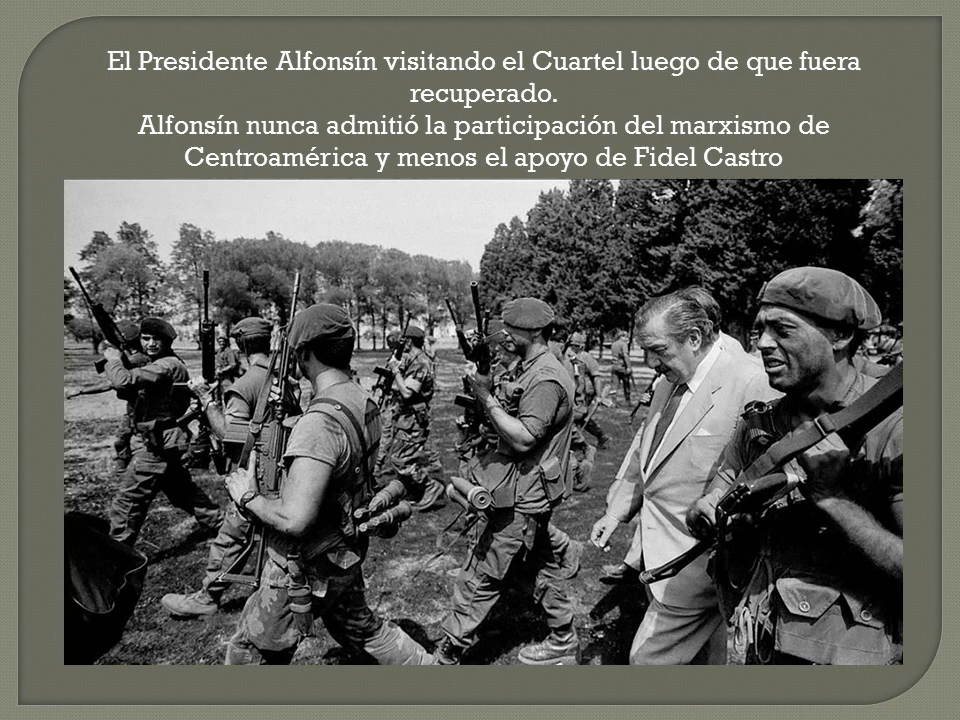 El Presidente Alfonsín visitando el Cuartel luego de que fuera
recuperado.
Alfonsín nunca admitió la participación del marxismo de
Centroamérica y menos el apoyo de Fidel Castro